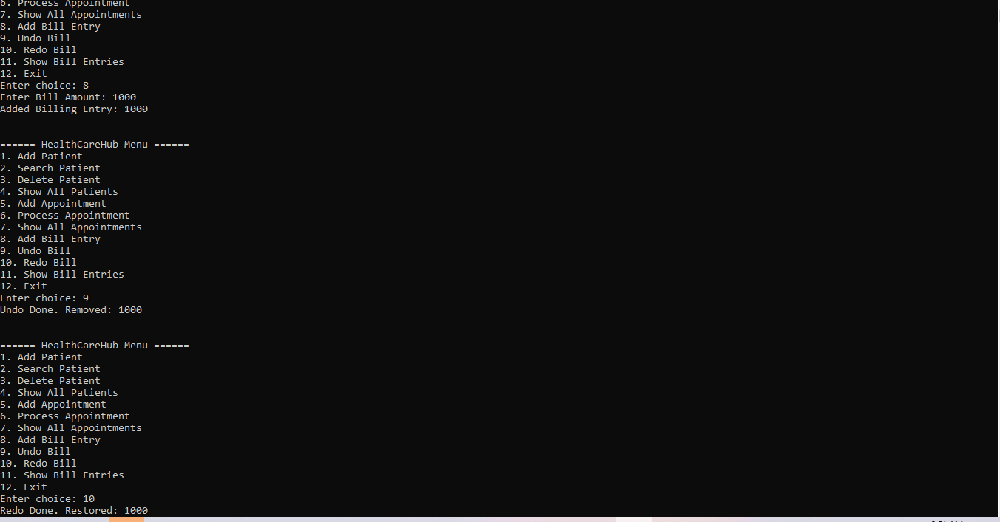 6. Process Appointment
7. Show All Appointments
8. Add Bill Entry
9. Undo Bill
10. Redo Bill
11. Show Bill Entries
12. Exit
Enter choice: 8
Enter Bill Amount: 1000
Added Billing Entry: 1000
====== HealthCareHub Menu ======
1. Add Patient
2. Search Patient
3. Delete Patient
4. Show All Patients
5. Add Appointment
6. Process Appointment
7. Show All Appointments
8. Add Bill Entry
9. Undo Bill
10. Redo Bill
11. Show Bill Entries
12. Exit
Enter choice: 9
Undo Done. Removed: 1000
====== HealthCareHub Menu ======
1. Add Patient
2. Search Patient
3. Delete Patient
4. Show All Patients
5. Add Appointment
6. Process Appointment
7. Show All Appointments
8. Add Bill Entry
9. Undo Bill
10. Redo Bill
11. Show Bill Entries
12. Exit
Enter choice: 10
Redo Done. Restored: 1000